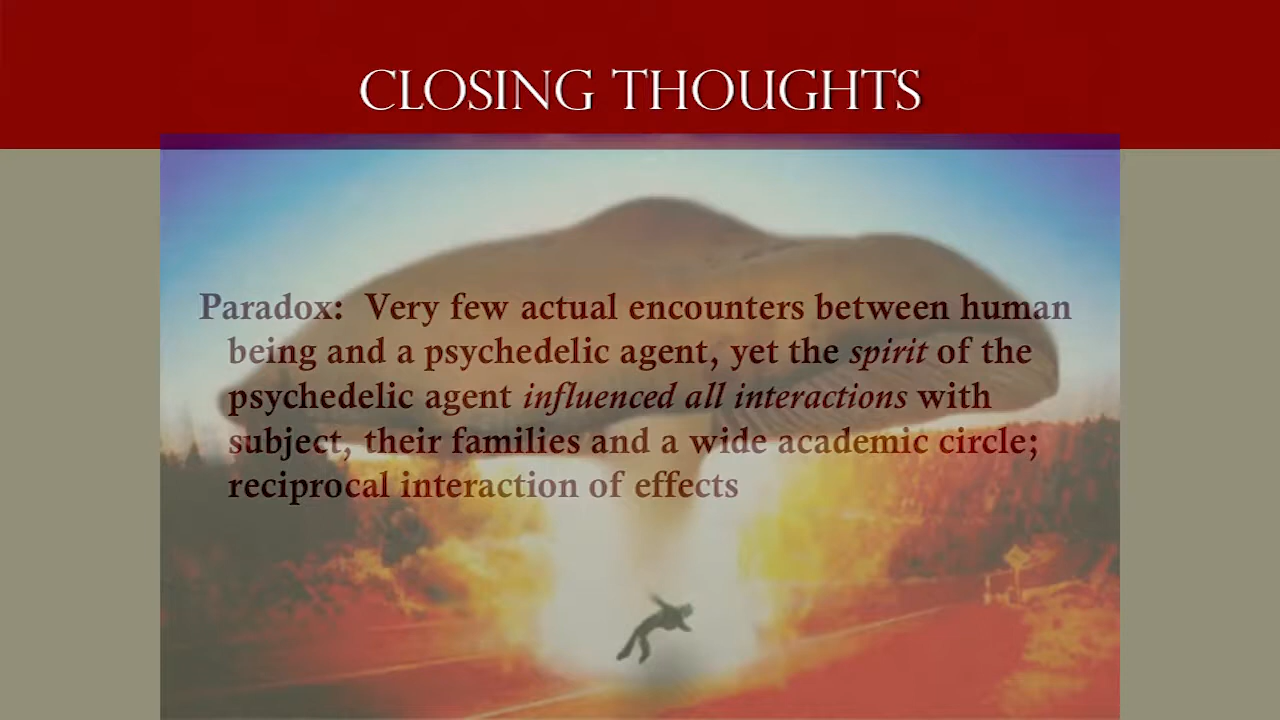 CLOSING THOUGHTS
Paradox: Very few actual encounters between human
being and a psychedelic agent, yet the spirit of the
psychedelic agent influenced all interactions with
subject, their families and a wide academic circle;
reciprocal interaction of effects